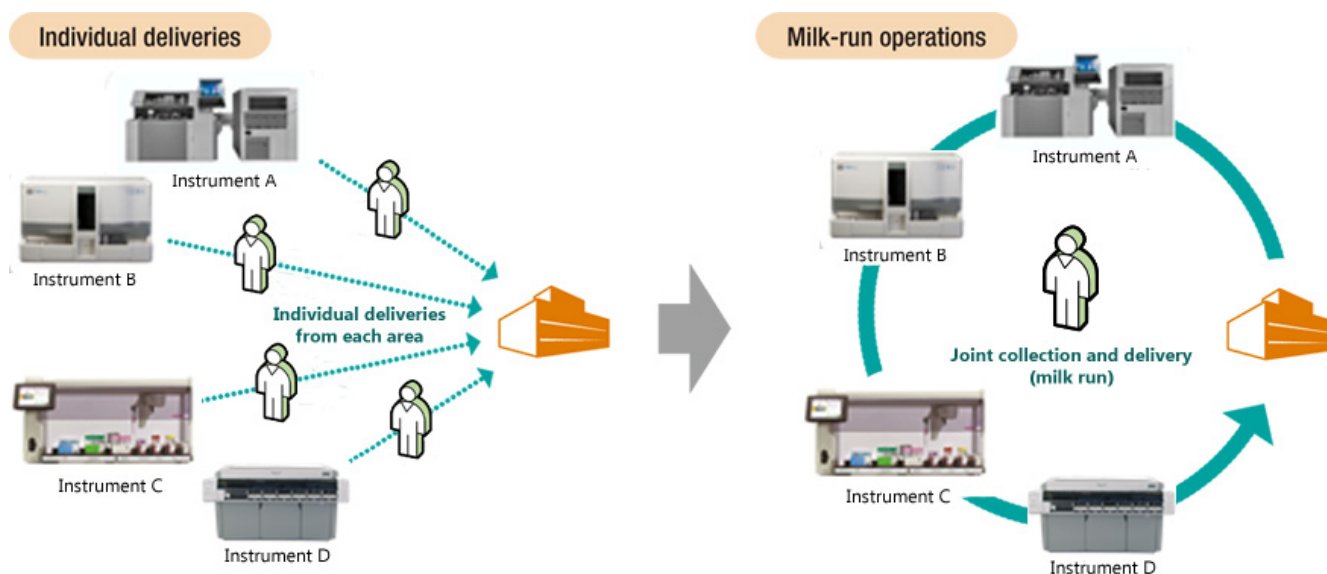 Individual deliveries
Instrument A
Instrument B
Individual deliveries
from each area
Instrument C
Instrument D
Milk-run operations
Instrument A
Instrument B
Joint collection and delivery
(milk run)
Instrument C
Instrument D